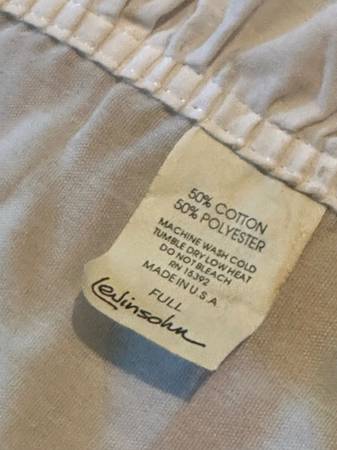 50% COTTON
50% POLYESTER
MACHINE WASH COLD
TUMBLE DRY LOW HEAT
DO NOT BLEACH
RN 15392
MADE IN U.S.A.
FULL
Levinsohn